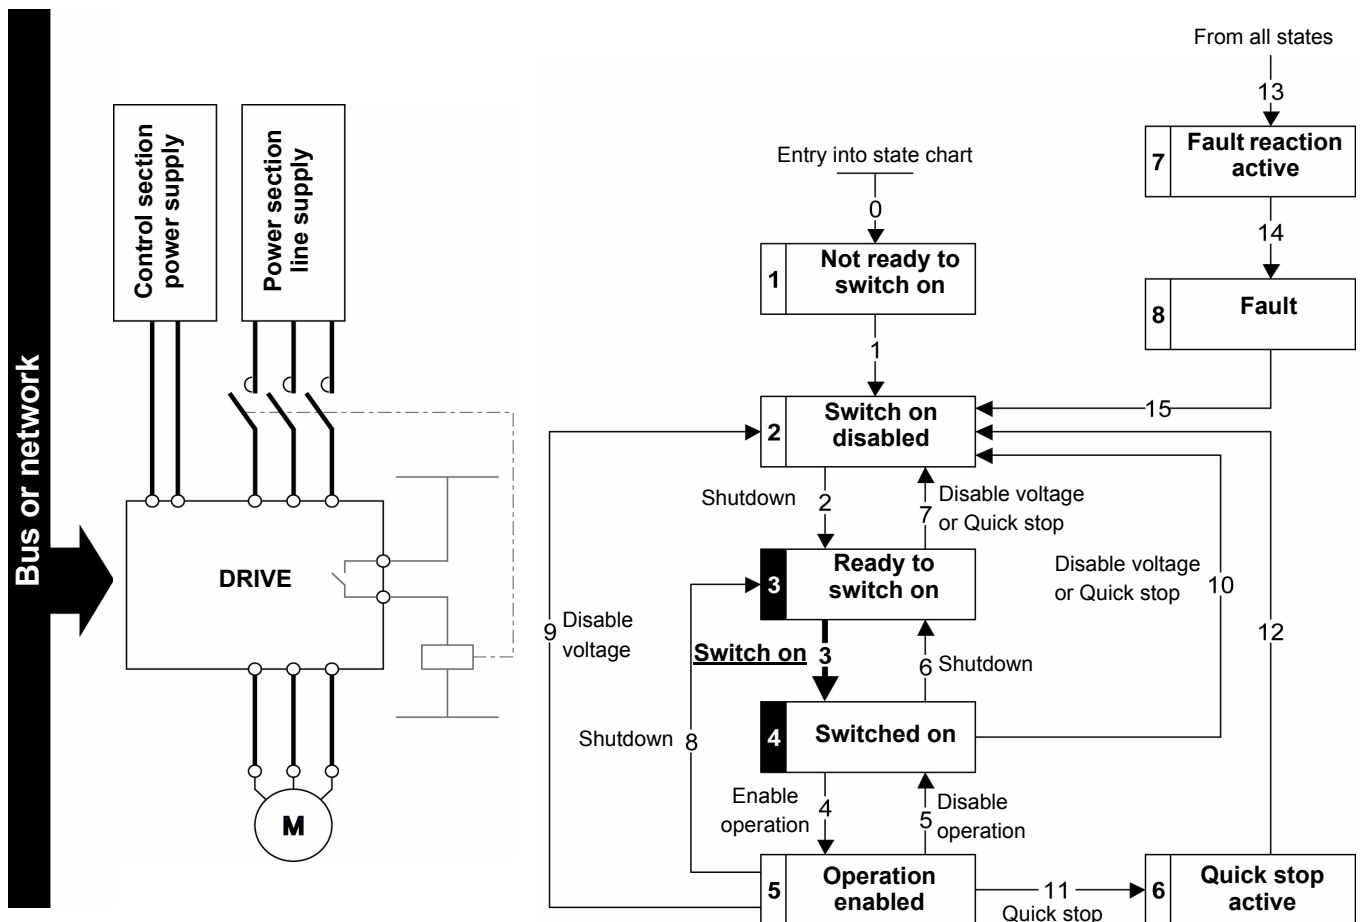 Bus or network
Control section
power supply
Power section
line supply
DRIVE
M
From all states
13
7
Fault reaction
active
14
8
Fault
15
Entry into state chart
0
1
Not ready to
switch on
1
2
Switch on
disabled
Shutdown
2
7
Disable voltage
or Quick stop
3
Ready to
switch on
Disable voltage
or Quick stop
10
12
9
Disable
voltage
Switch on
3
6
Shutdown
4
Switched on
Shutdown
8
Enable
operation
4
5
Disable
operation
5
Operation
enabled
11
Quick stop
6
Quick stop
active